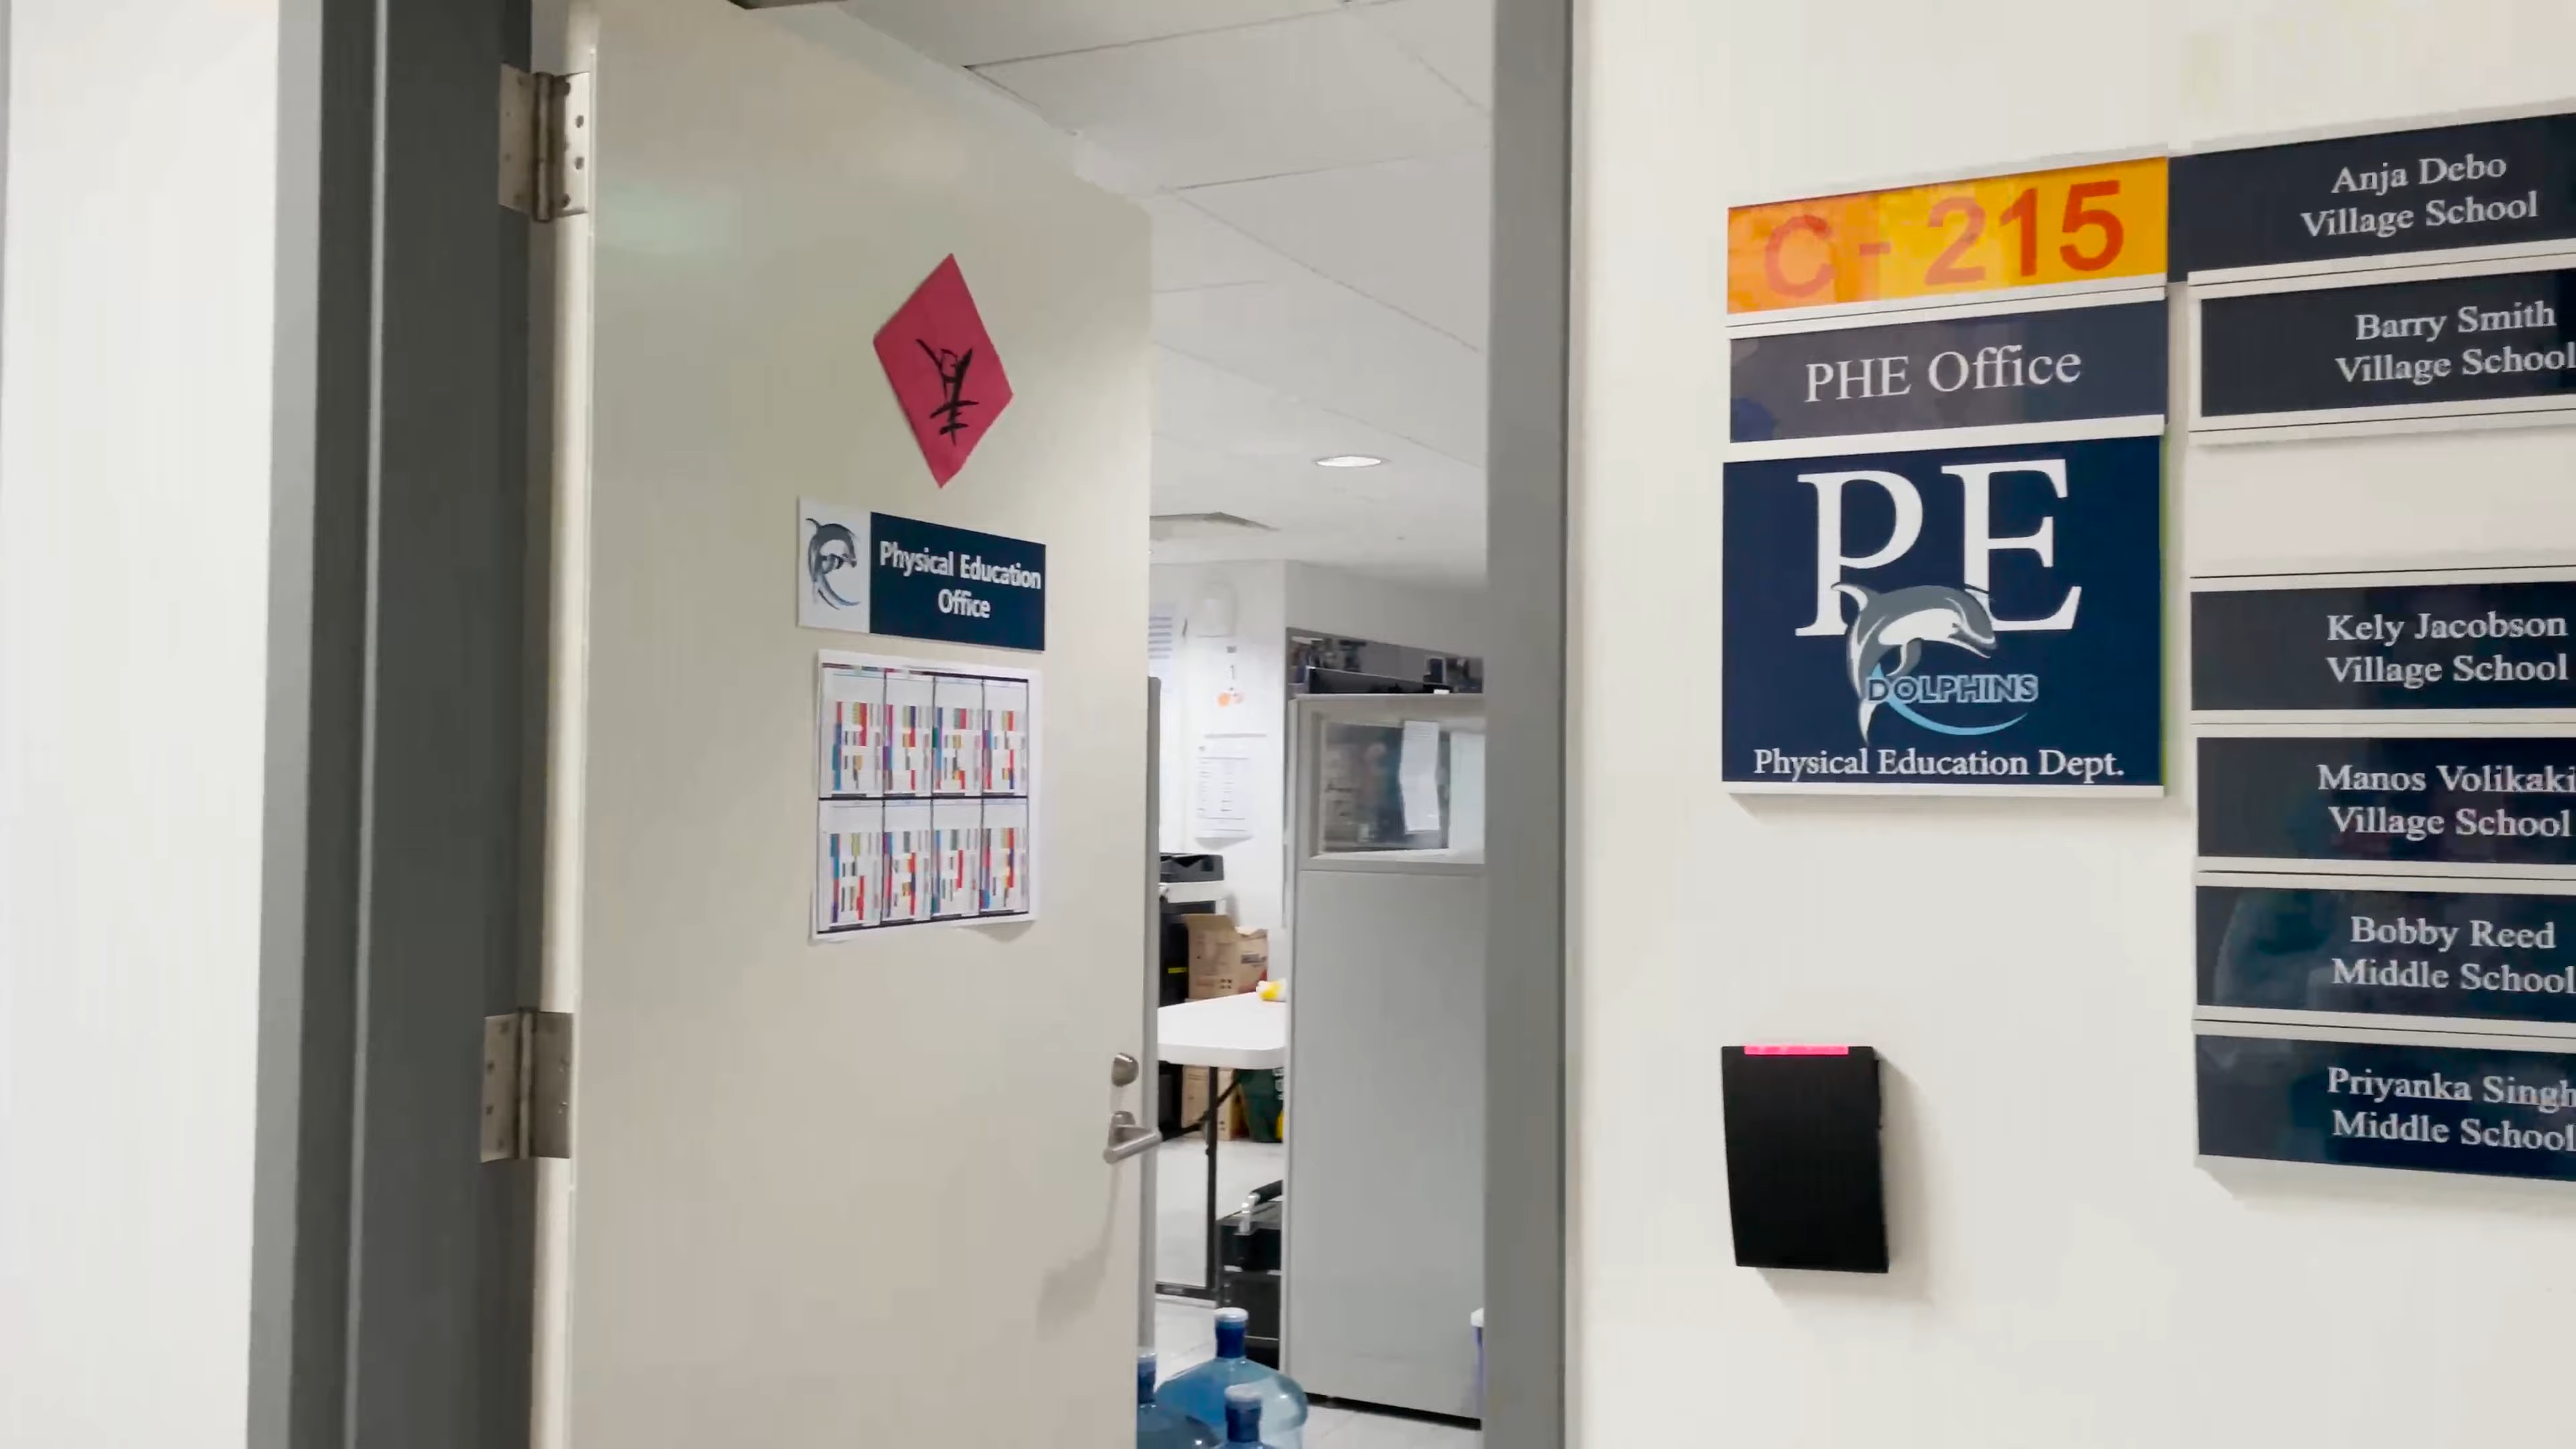 Physical Education
Office
C - 215
PHE Office
PE
DOLPHINS
Physical Education Dept.
Anja Debo
Village School
Barry Smith
Village School
Kely Jacobson
Village School
Manos Volikaki
Village School
Bobby Reed
Middle School
Priyanka Singh
Middle School